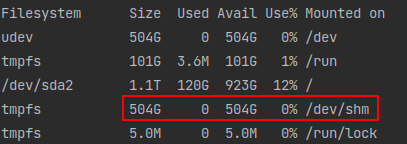 Filesystem Size Used Avail Use% Mounted on
udev 504G 0 504G 0% /dev
tmpfs 101G 3.6M 101G 1% /run
/dev/sda2 1.1T 120G 923G 12% /
tmpfs 504G 0 504G 0% /dev/shm
tmpfs 5.0M 0 5.0M 0% /run/lock